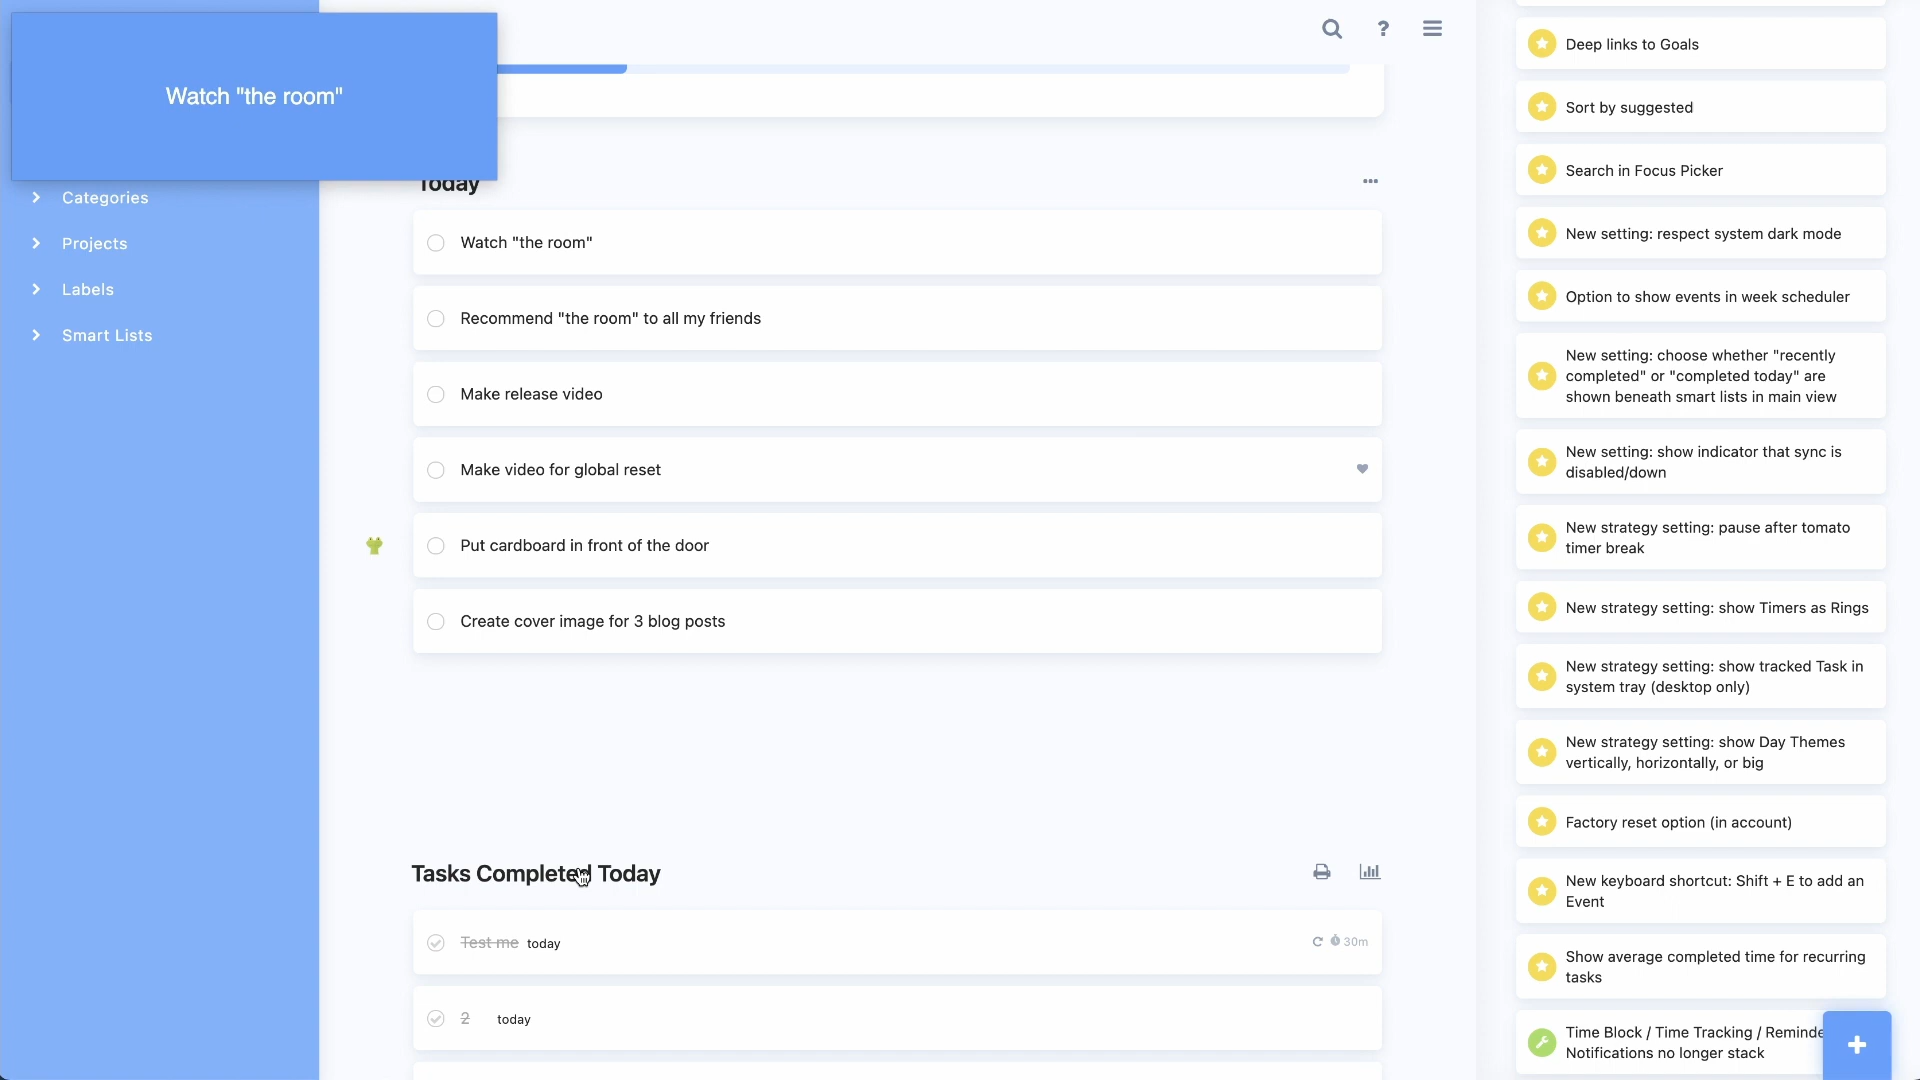 Watch "the room"
Categories
Projects
Labels
Smart Lists
Today
Watch "the room"
Recommend "the room" to all my friends
Make release video
Make video for global reset
Put cardboard in front of the door
Create cover image for 3 blog posts
Tasks Completed Today
Test me today
30m
2 today
Deep links to Goals
Sort by suggested
Search in Focus Picker
New setting: respect system dark mode
Option to show events in week scheduler
New setting: choose whether "recently
completed" or "completed today" are
shown beneath smart lists in main view
New setting: show indicator that sync is
disabled/down
New strategy setting: pause after tomato
timer break
New strategy setting: show Timers as Rings
New strategy setting: show tracked Task in
system tray (desktop only)
New strategy setting: show Day Themes
vertically, horizontally, or big
Factory reset option (in account)
New keyboard shortcut: Shift + E to add an
Event
Show average completed time for recurring
tasks
Time Block / Time Tracking / Reminde
Notifications no longer stack